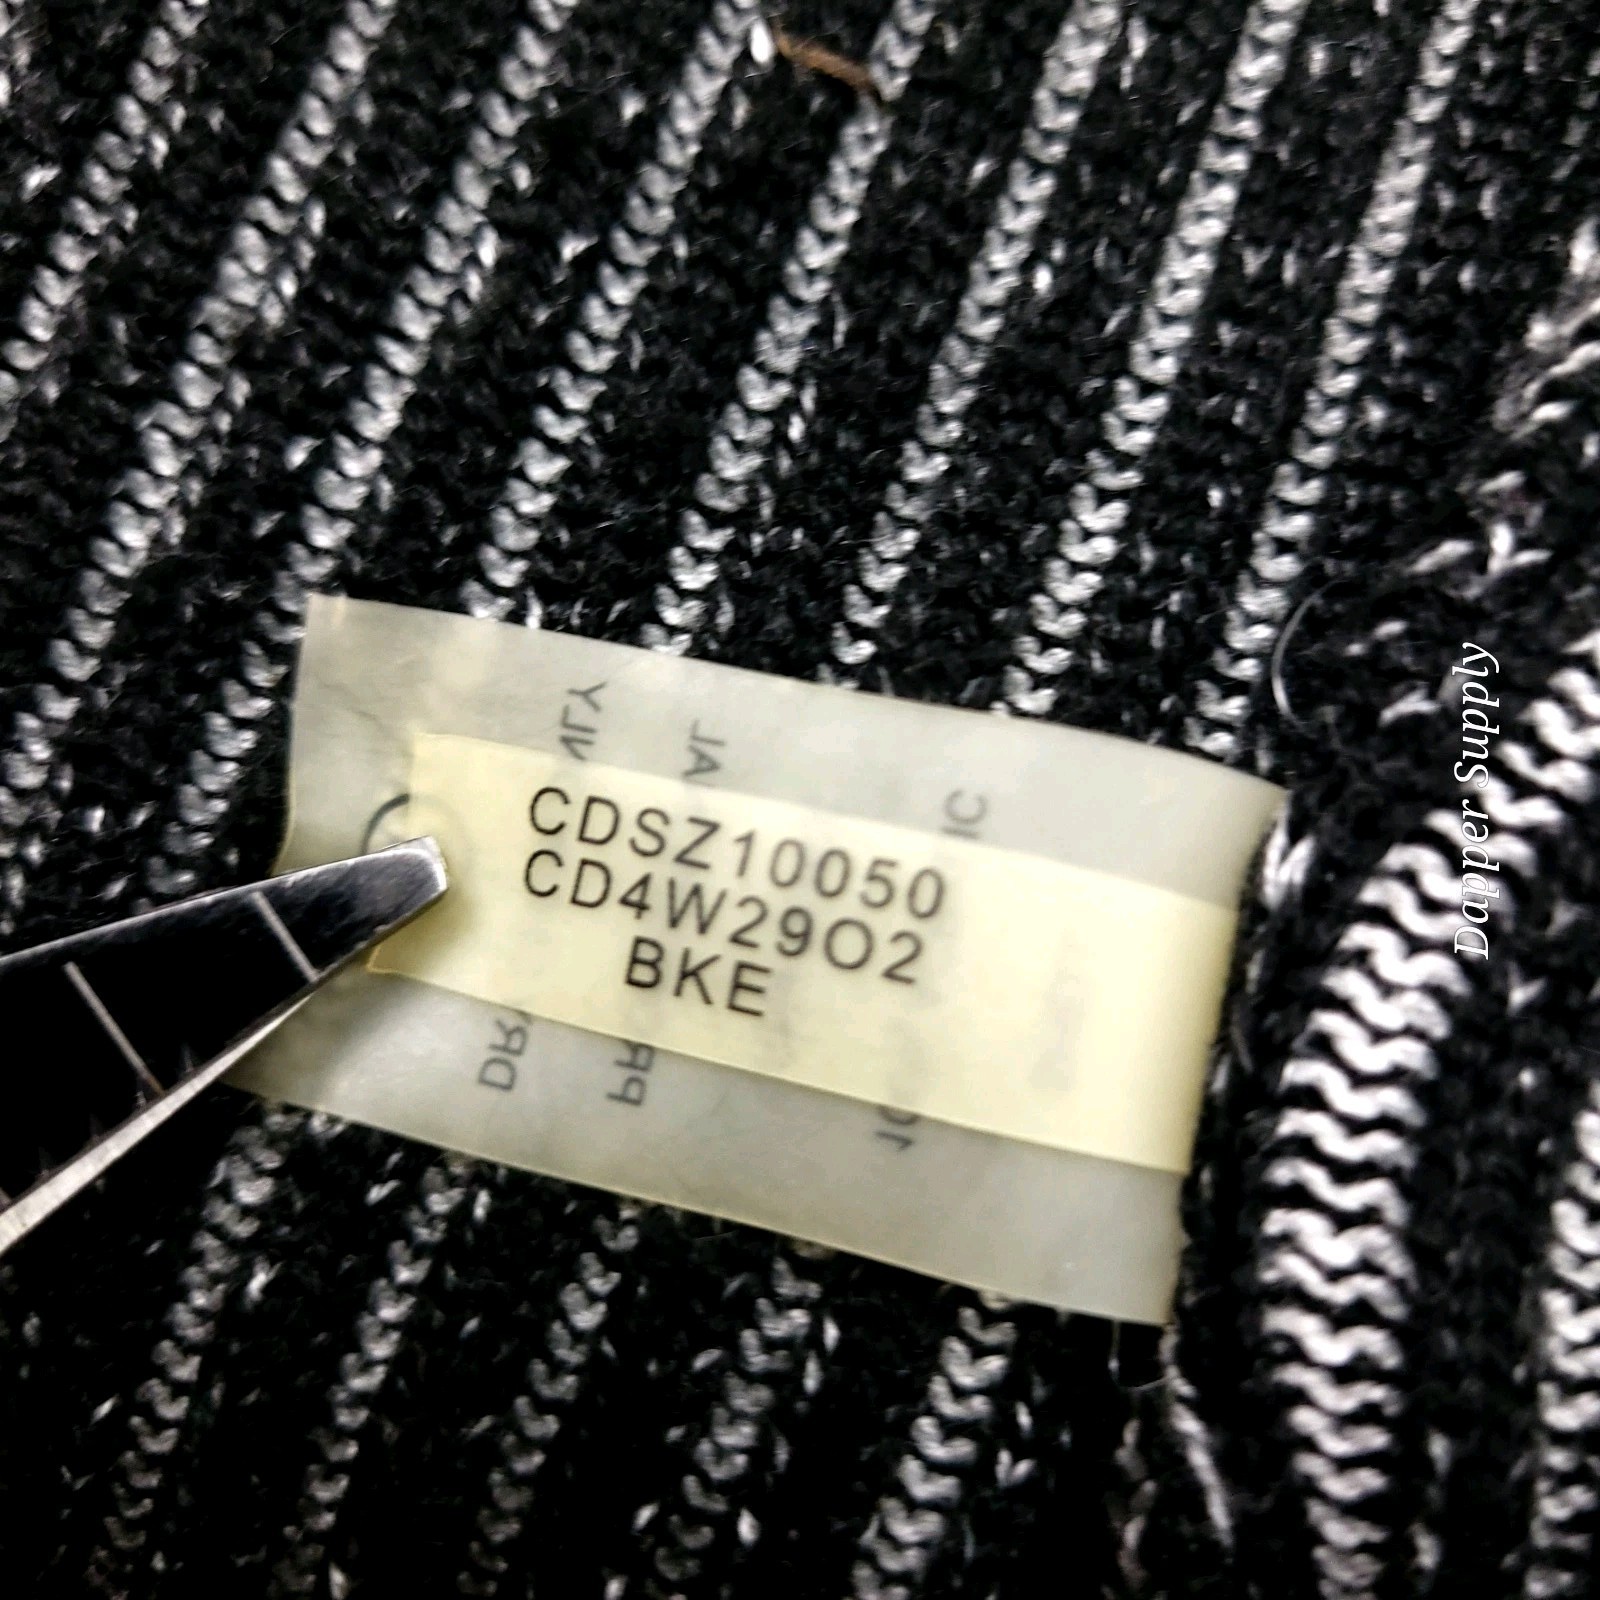 CDSZ10050
CD4W29O2
BKE
Dapper Supply